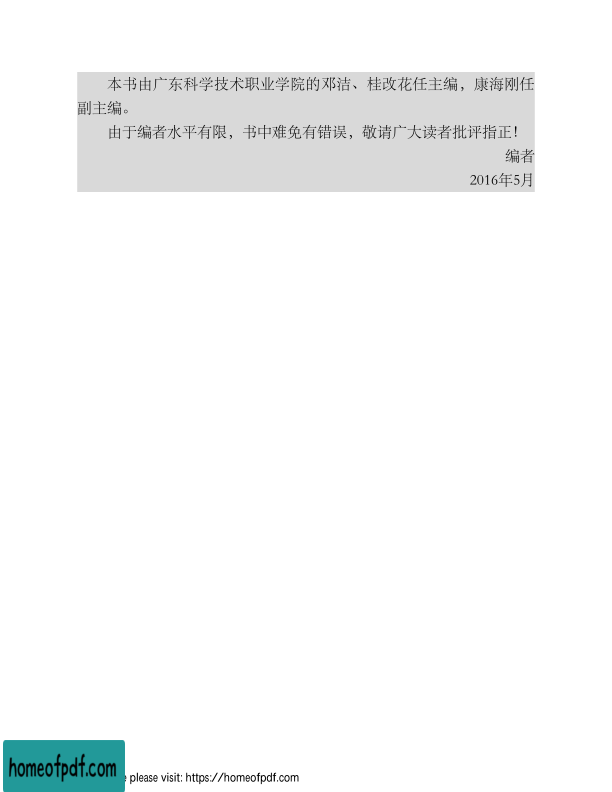 本书由广东科学技术职业学院的邓洁、桂改花任主编，康海刚任
副主编。
由于编者水平有限，书中难免有错误，敬请广大读者批评指正！
编者
2016年5月
homeofpdf.com
please visit: https://homeofpdf.com